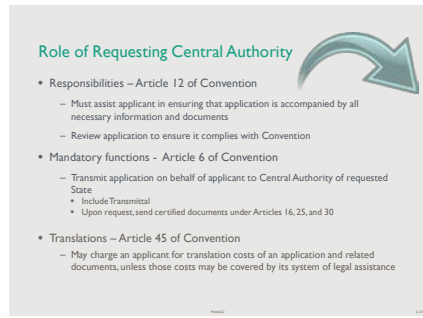 Role of Requesting Central Authority
• Responsibilities – Article 12 of Convention
– Must assist applicant in ensuring that application is accompanied by all
necessary information and documents
– Review application to ensure it complies with Convention
• Mandatory functions - Article 6 of Convention
– Transmit application on behalf of applicant to Central Authority of requested
State
• Include Transmittal
• Upon request, send certified documents under Articles 16, 25, and 30
• Translations – Article 45 of Convention
– May charge an applicant for translation costs of an application and related
documents, unless those costs may be covered by its system of legal assistance